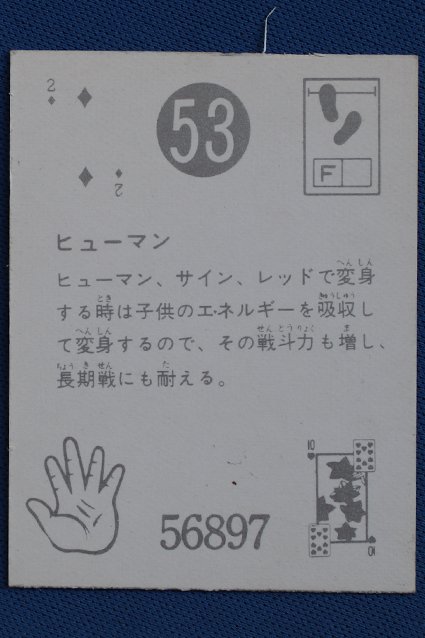 2
53
F
2
ヒューマン
ヒューマン、サイン、レッドで変身
する時は子供のエネルギーを吸収し
て変身するので、その戦斗力も増し、
長期戦にも耐える。
10
56897
10